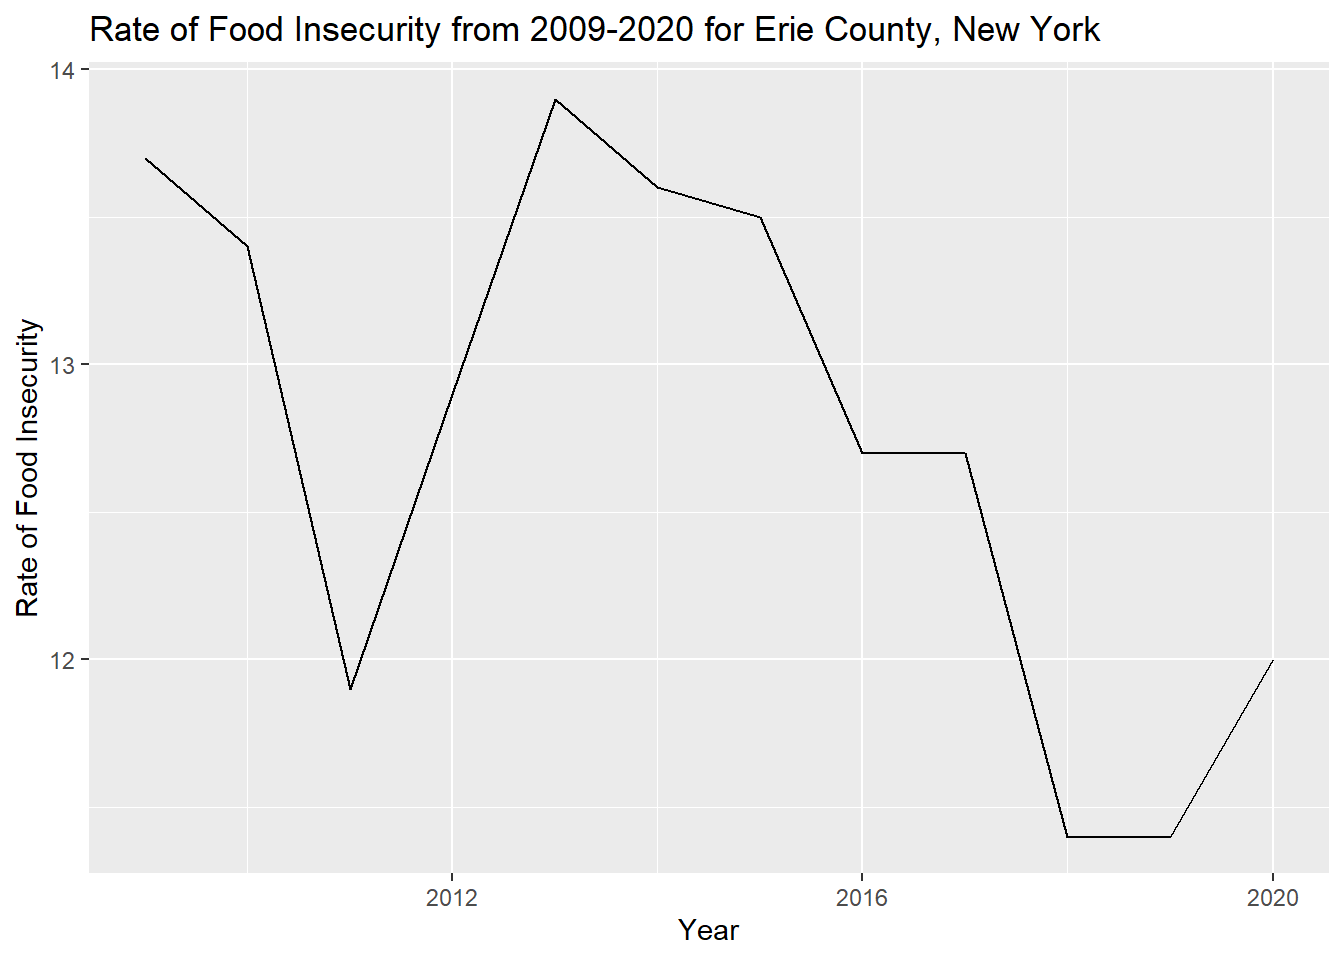 Rate of Food Insecurity from 2009-2020 for Erie County, New York
14
13
12
Rate of Food Insecurity
2012
2016
2020
Year